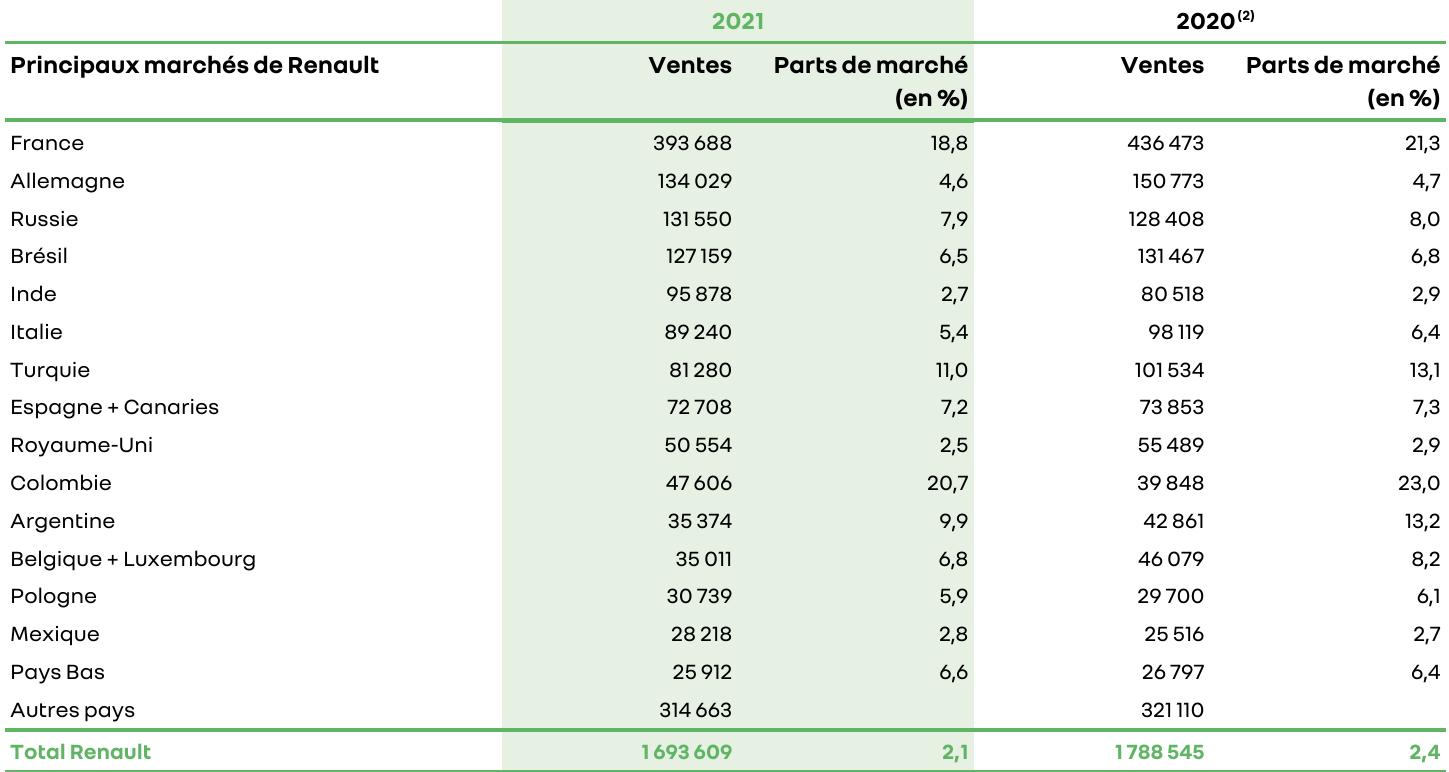 2021 2020(2)
Principaux marchés de Renault Ventes Parts de marché Ventes Parts de marché
(en %) (en %)
France 393 688 18,8 436 473 21,3
Allemagne 134 029 4,6 150 773 4,7
Russie 131 550 7,9 128 408 8,0
Brésil 127 159 6,5 131 467 6,8
Inde 95 878 2,7 80 518 2,9
Italie 89 240 5,4 98 119 6,4
Turquie 81 280 11,0 101 534 13,1
Espagne + Canaries 72 708 7,2 73 853 7,3
Royaume-Uni 50 554 2,5 55 489 2,9
Colombie 47 606 20,7 39 848 23,0
Argentine 35 374 9,9 42 861 13,2
Belgique + Luxembourg 35 011 6,8 46 079 8,2
Pologne 30 739 5,9 29 700 6,1
Mexique 28 218 2,8 25 516 2,7
Pays Bas 25 912 6,6 26 797 6,4
Autres pays 314 663 321 110
Total Renault 1 693 609 2,1 1 788 545 2,4